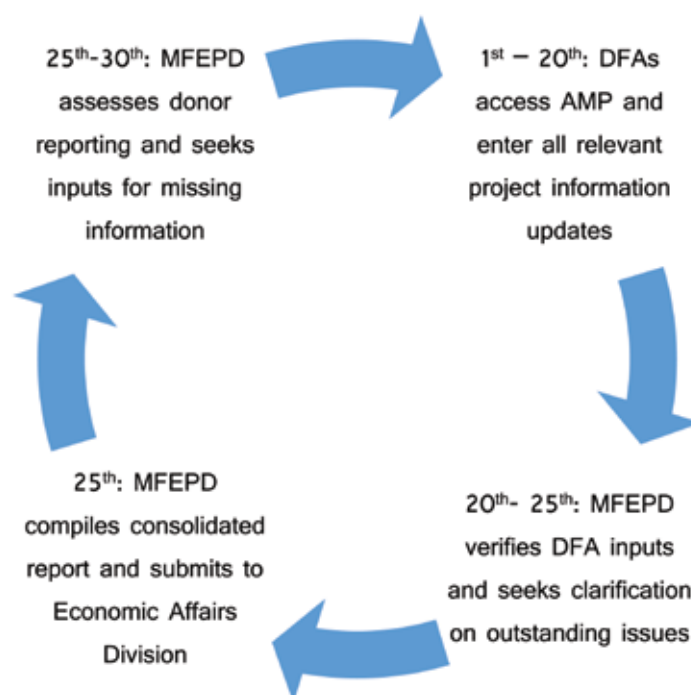 25th-30th: MFEPD
assesses donor
reporting and seeks
inputs for missing
information
1st – 20th: DFAs
access AMP and
enter all relevant
project information
updates
20th- 25th: MFEPD
verifies DFA inputs
and seeks clarification
on outstanding issues
25th: MFEPD
compiles consolidated
report and submits to
Economic Affairs
Division